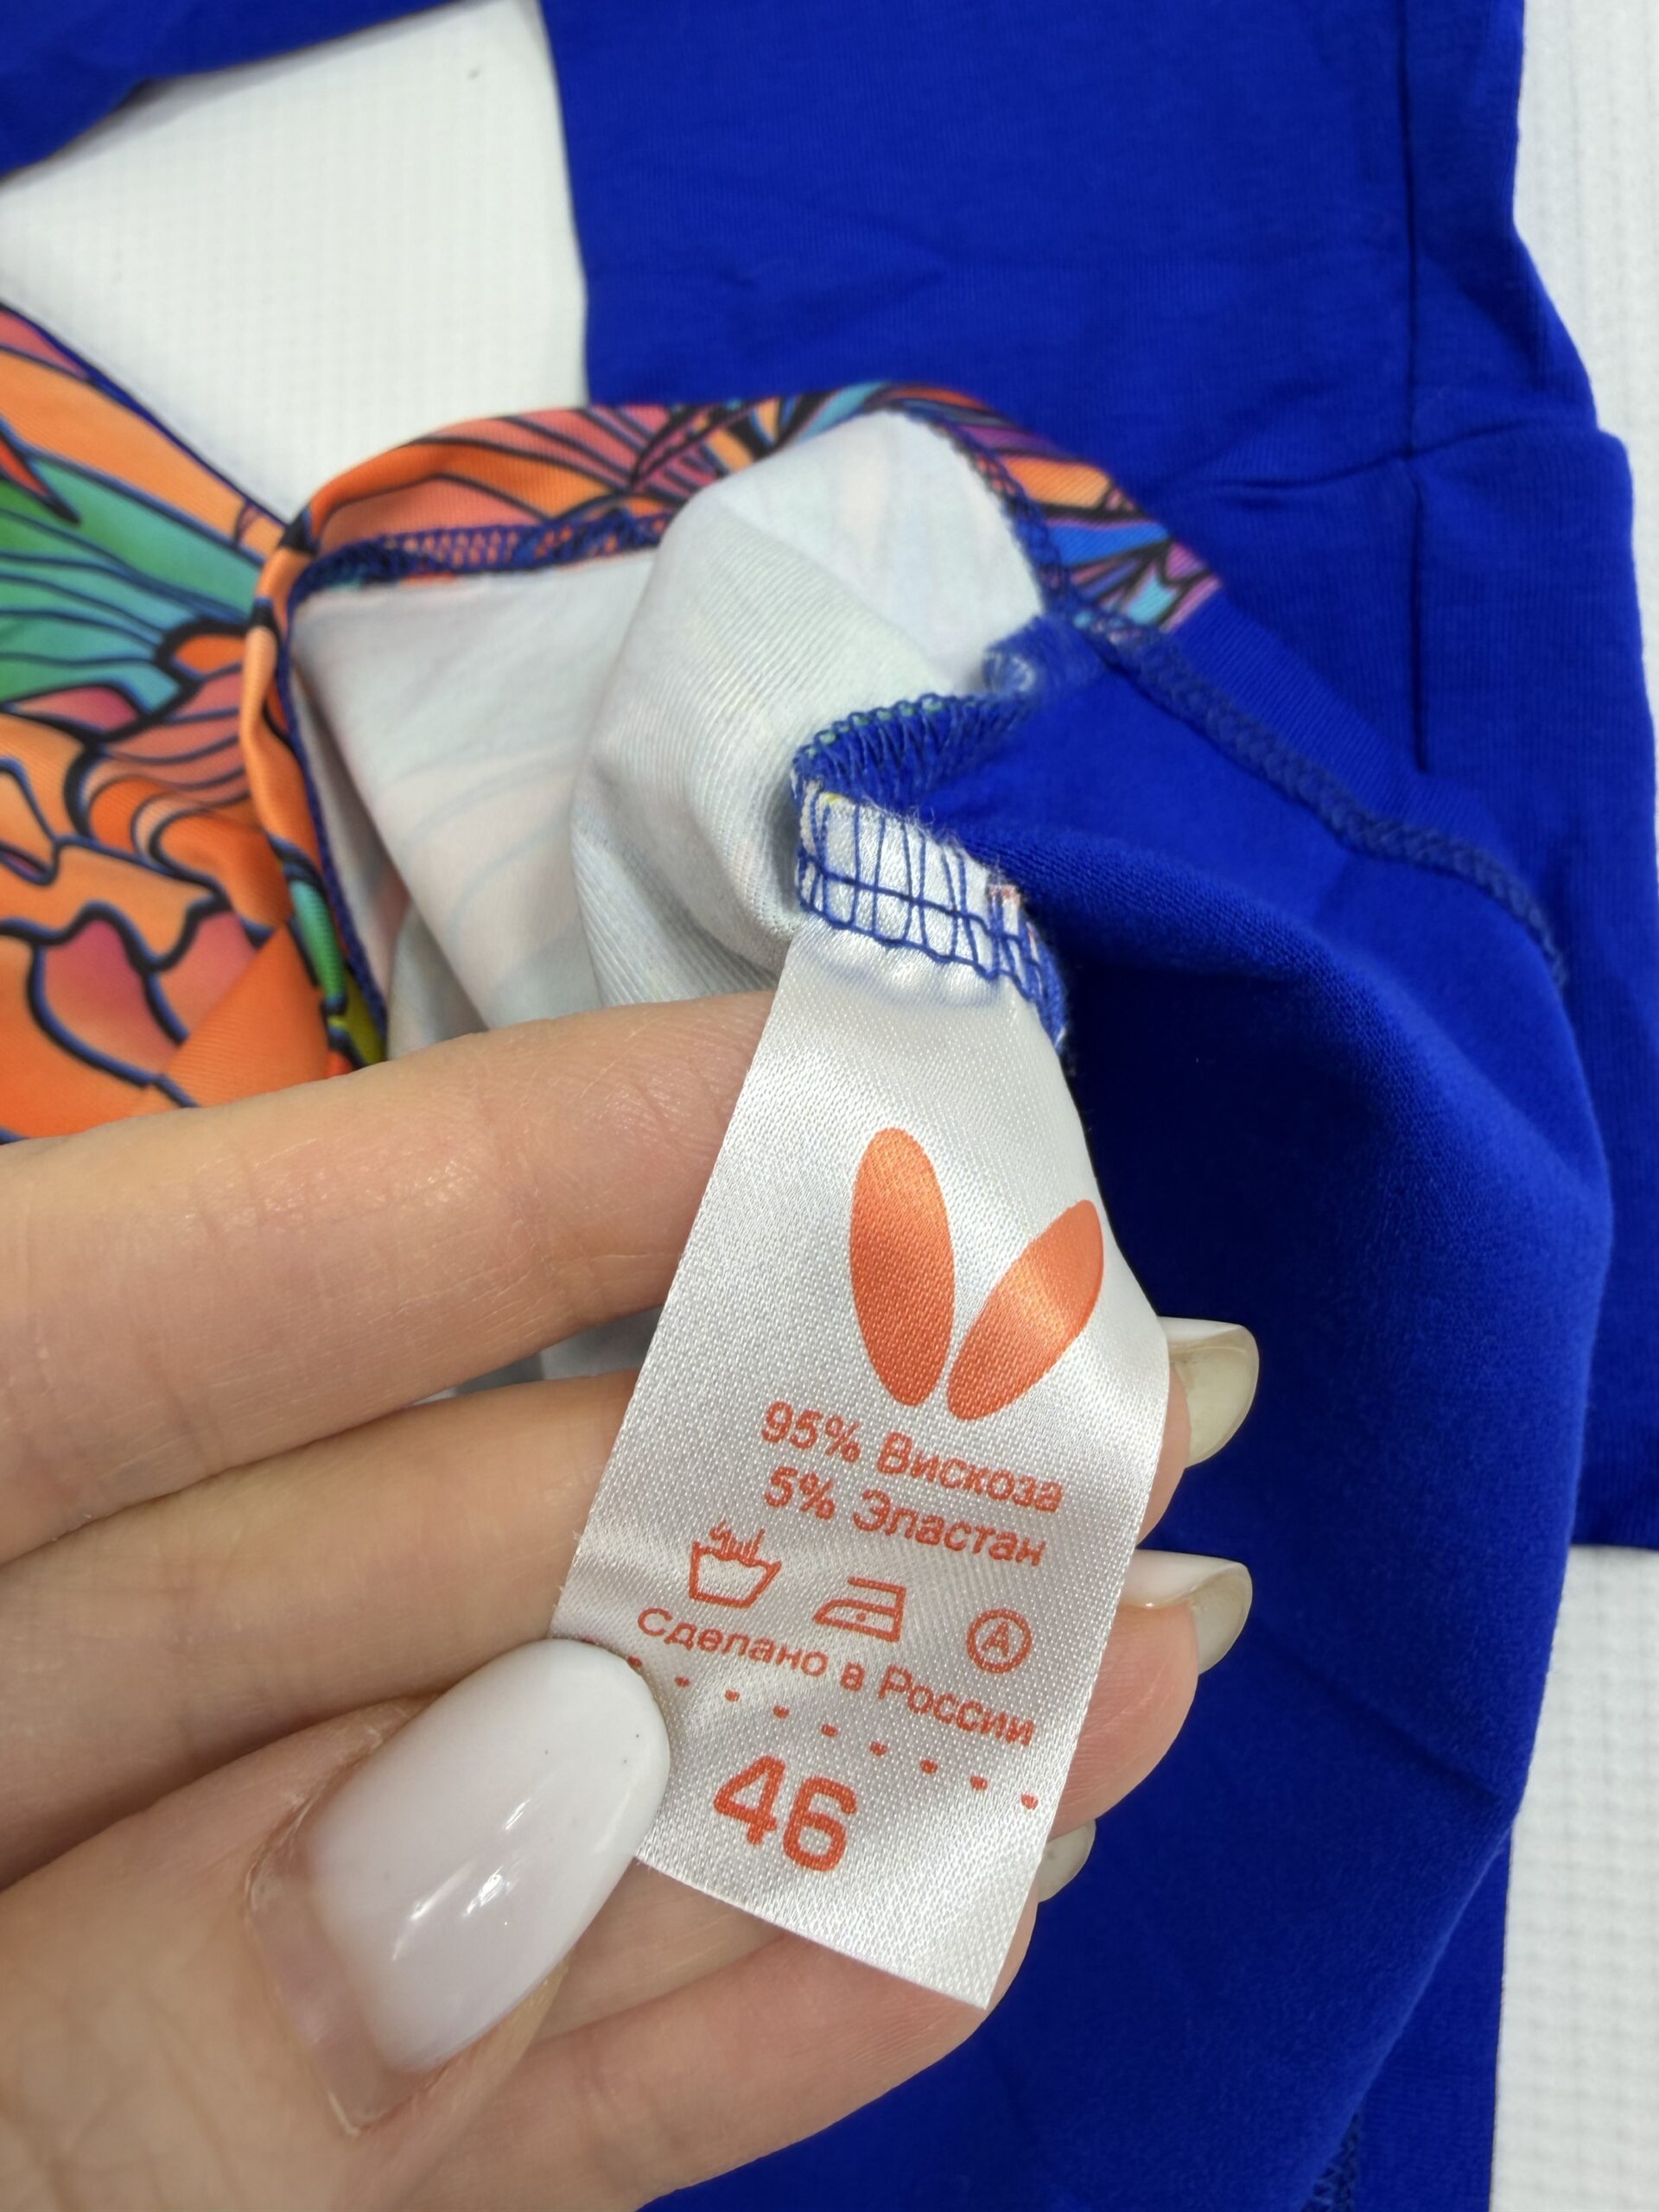 95% Вискоза
5% Эластан
A
Сделано в России
46